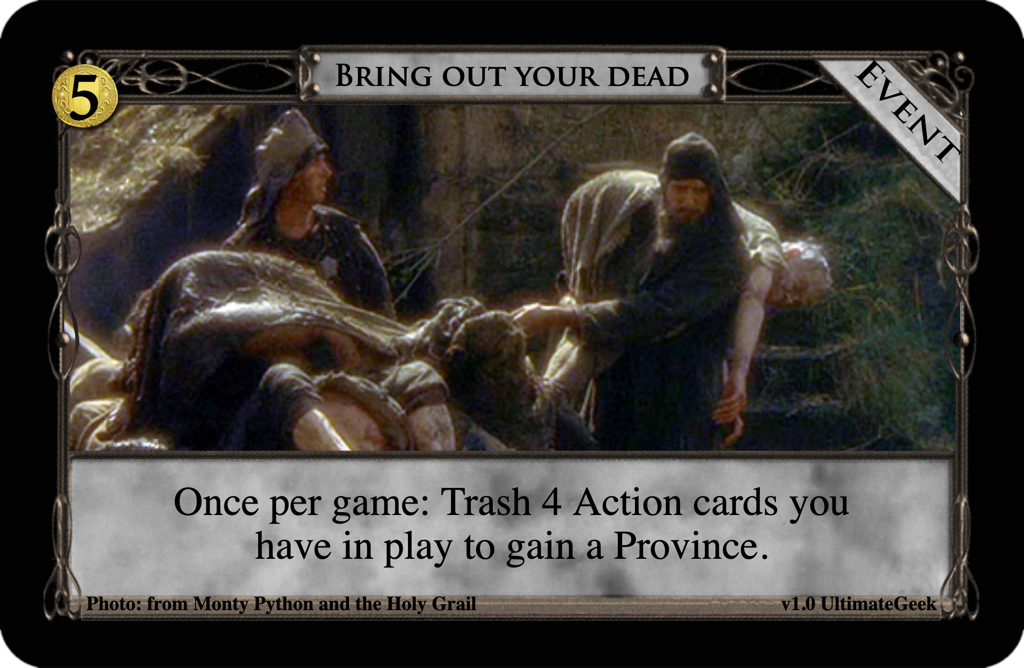 5
Bring out your dead
EVENT
Once per game: Trash 4 Action cards you
have in play to gain a Province.
Photo: from Monty Python and the Holy Grail
v1.0 UltimateGeek